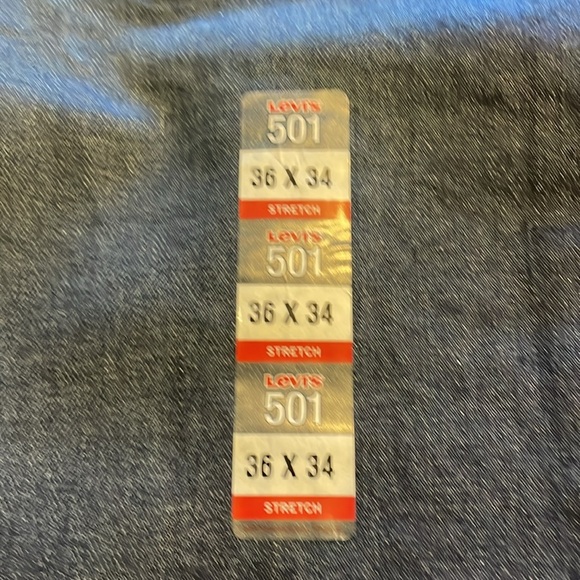 Levi's
501
36 X 34
STRETCH
Levi's
501
36 X 34
STRETCH
Levi's
501
36 X 34
STRETCH